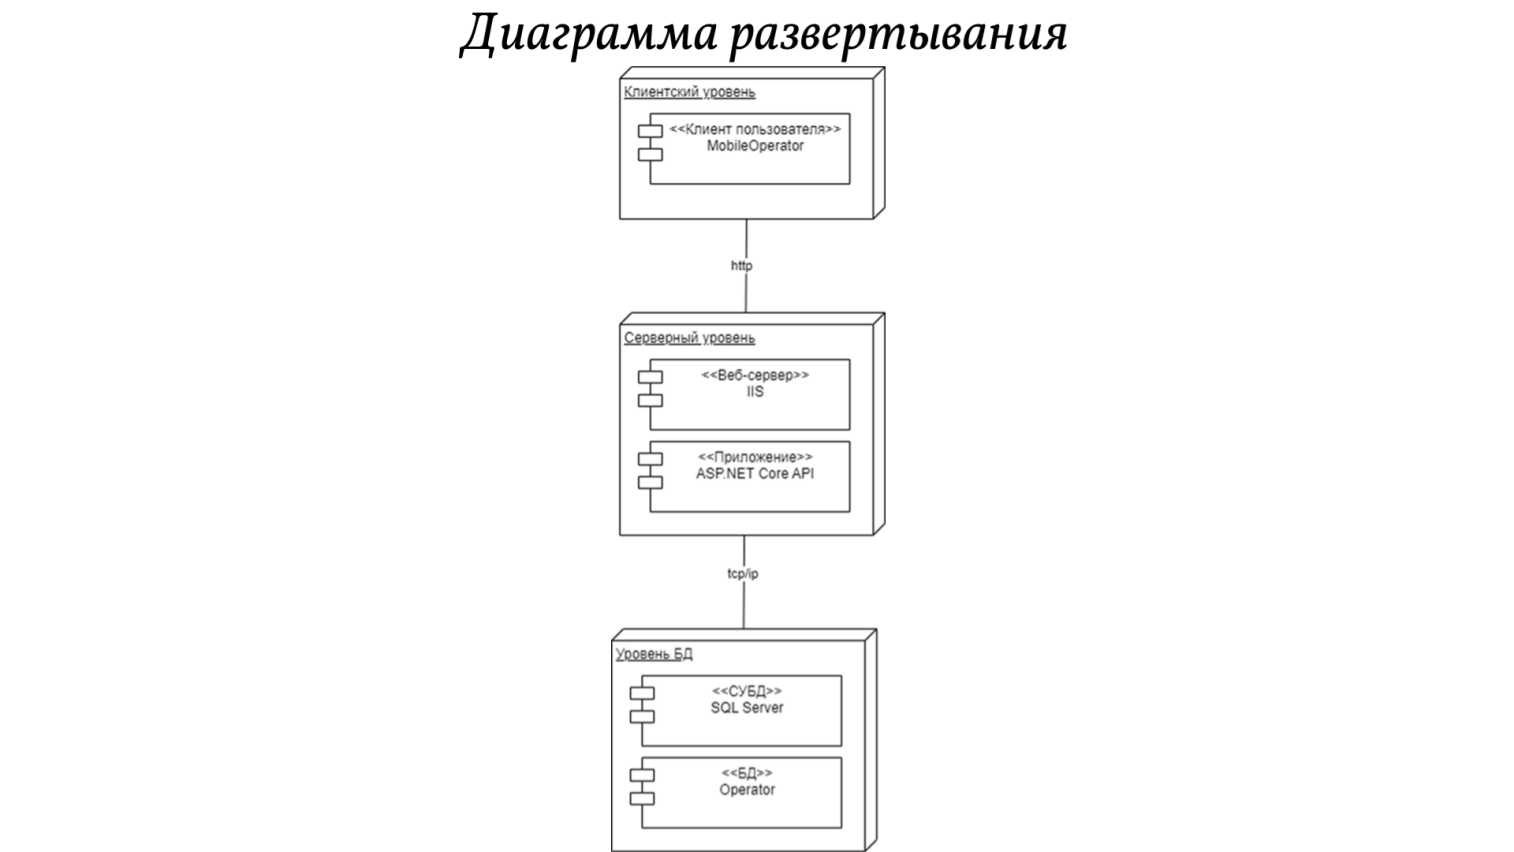 Диаграмма развертывания
Клиентский уровень
<<Клиент пользователя>>
MobileOperator
http
Серверный уровень
<<Веб-сервер>>
IIS
<<Приложение>>
ASP.NET Core API
tcp/ip
Уровень БД
<<СУБД>>
SQL Server
<<БД>>
Operator